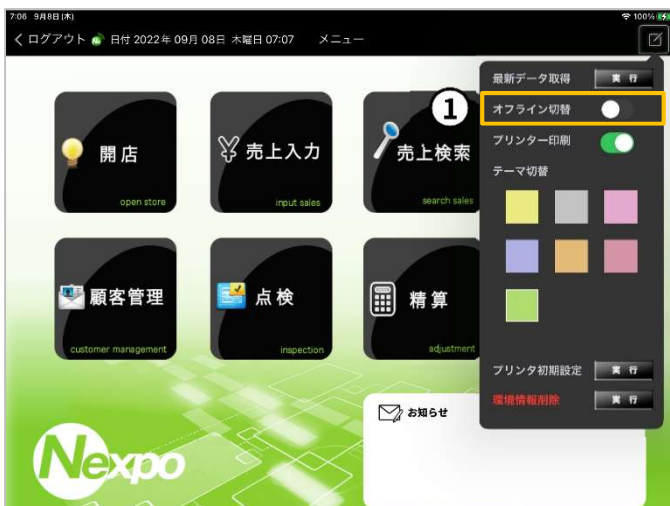 7:06 9月8日(木)
100%
ログアウト 日付 2022年 09月 08日 木曜日 07:07 メニュー
最新データ取得 実行
1
オフライン切替
プリンター印刷
テーマ切替
開店
open store
¥ 売上入力
input sales
売上検索
search sales
顧客管理
customer management
点検
inspection
精算
adjustment
プリンタ初期設定 実行
環境情報削除 実行
お知らせ
Nexpo